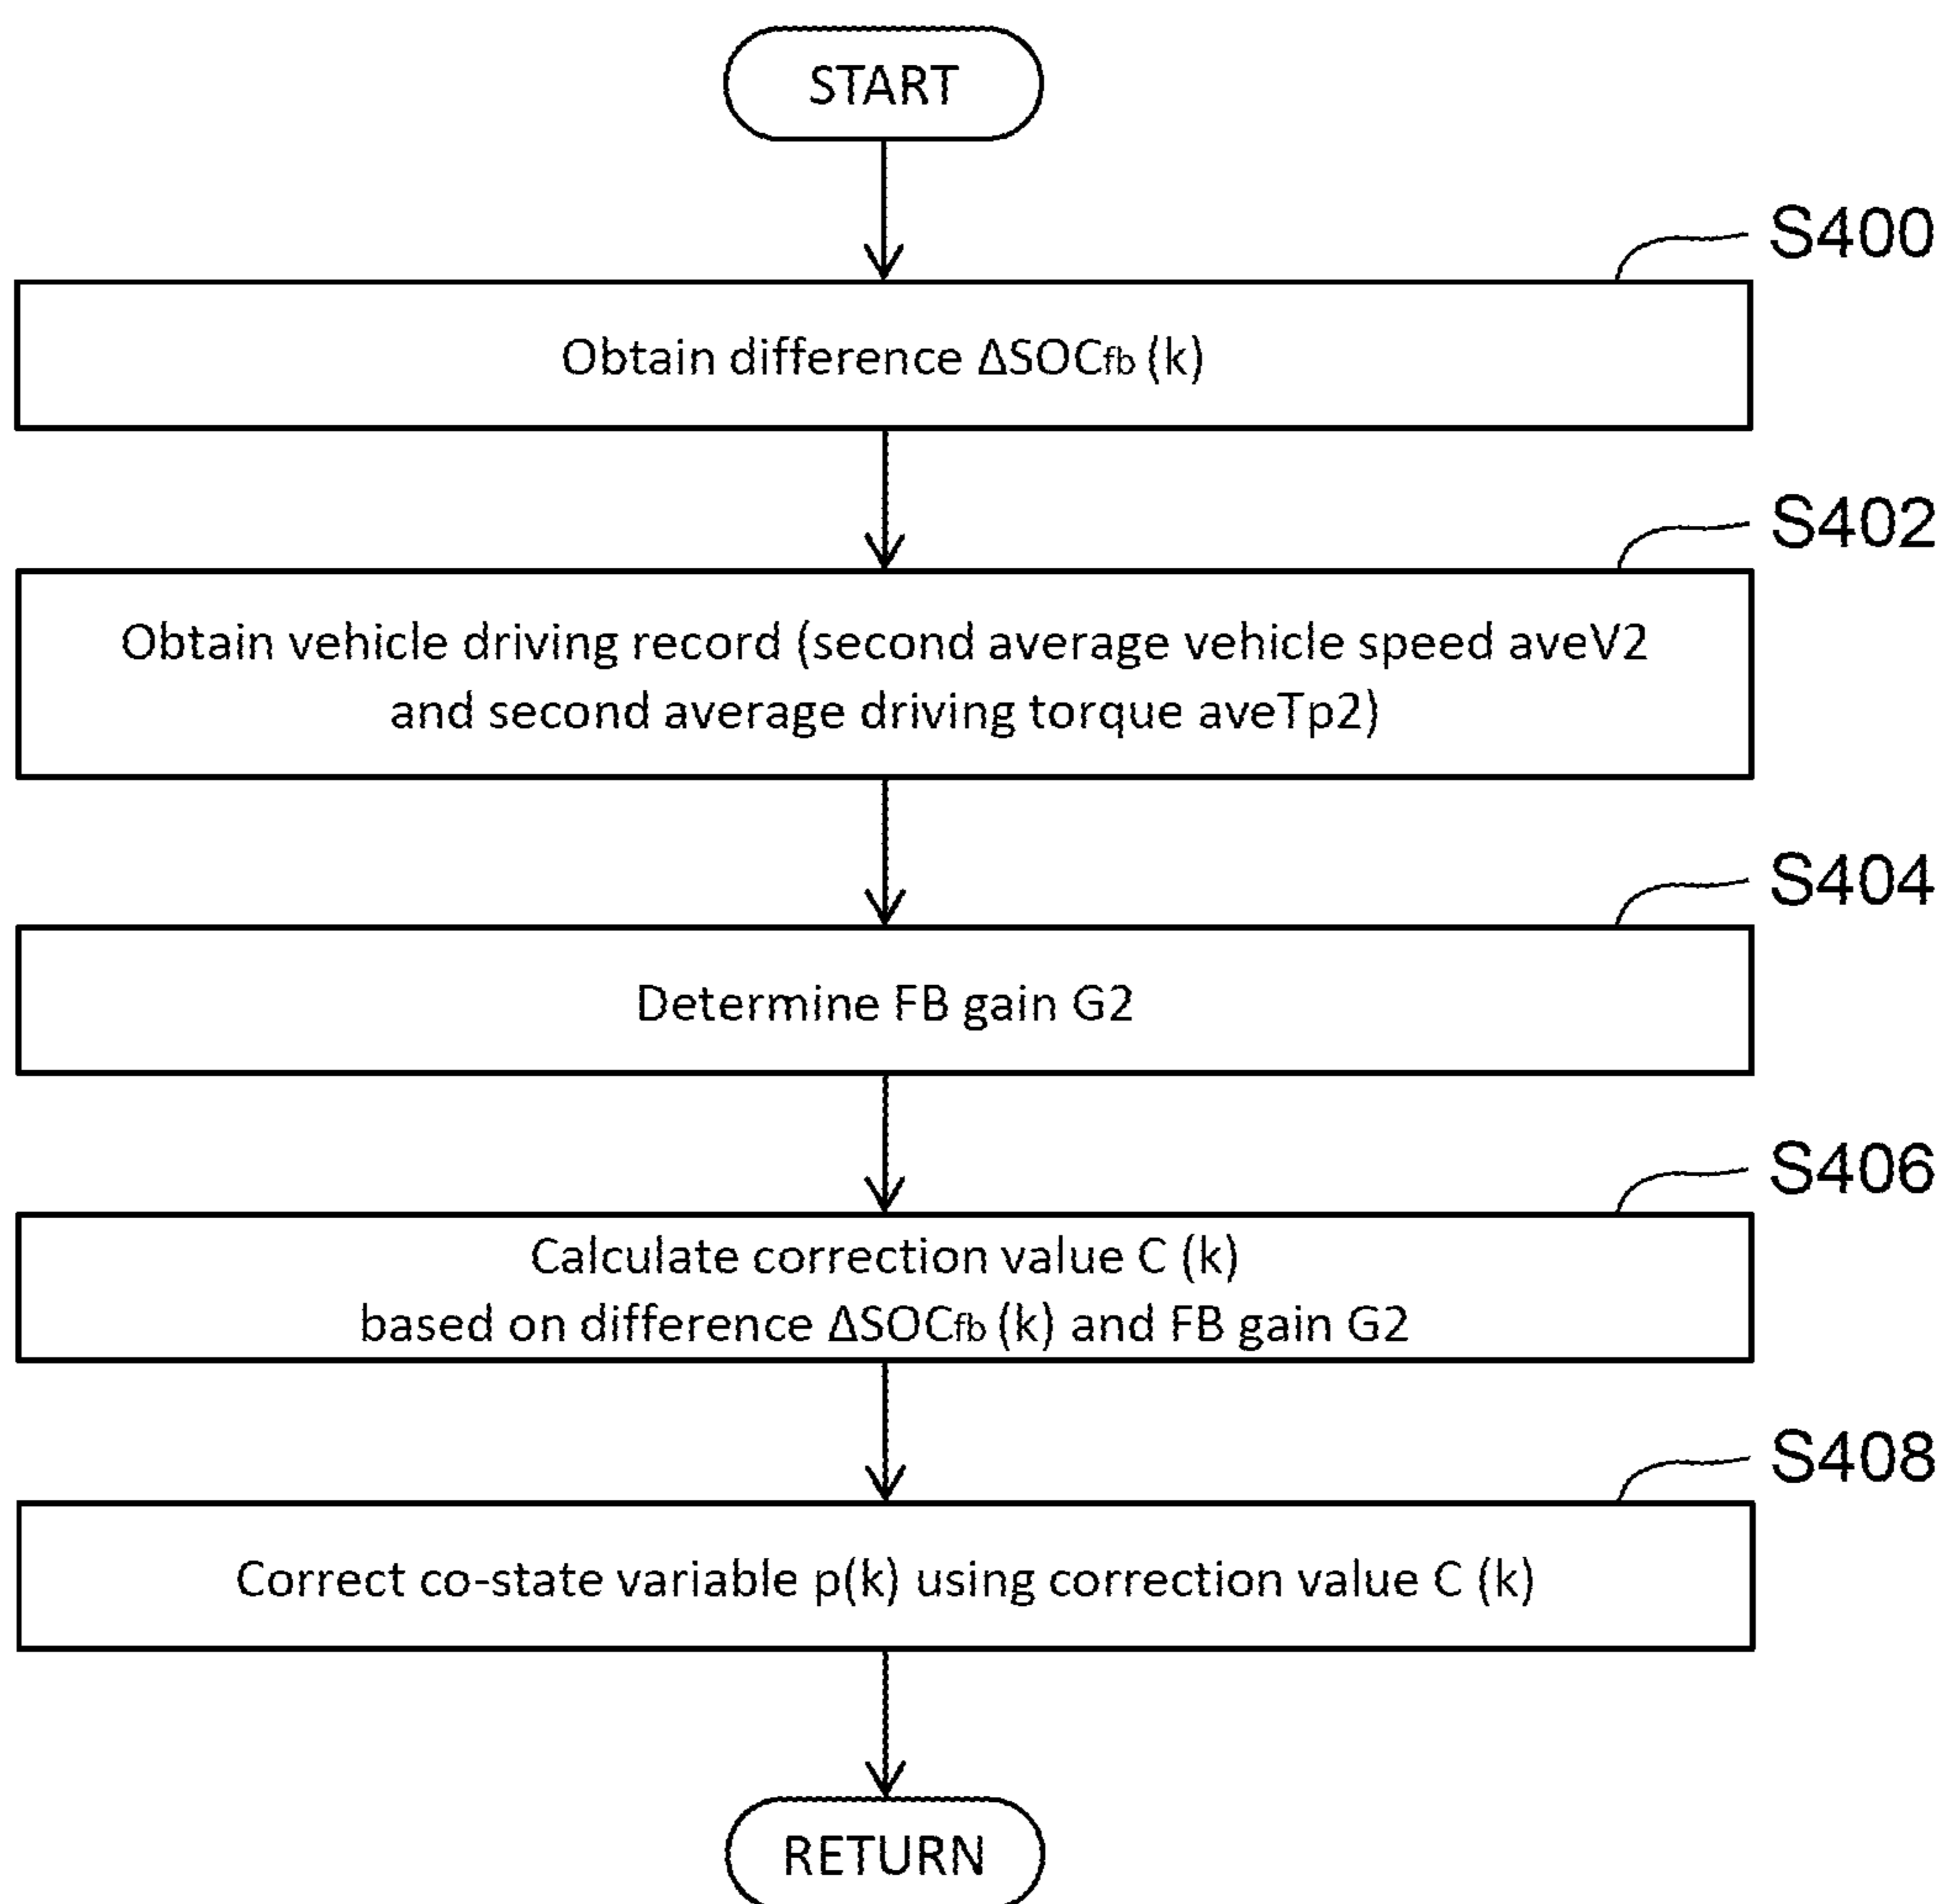 START
S400
Obtain difference ΔSOCfb (k)
S402
Obtain vehicle driving record (second average vehicle speed aveV2
and second average driving torque aveTp2)
S404
Determine FB gain G2
S406
Calculate correction value C (k)
based on difference ΔSOCfb (k) and FB gain G2
S408
Correct co-state variable p(k) using correction value C (k)
RETURN